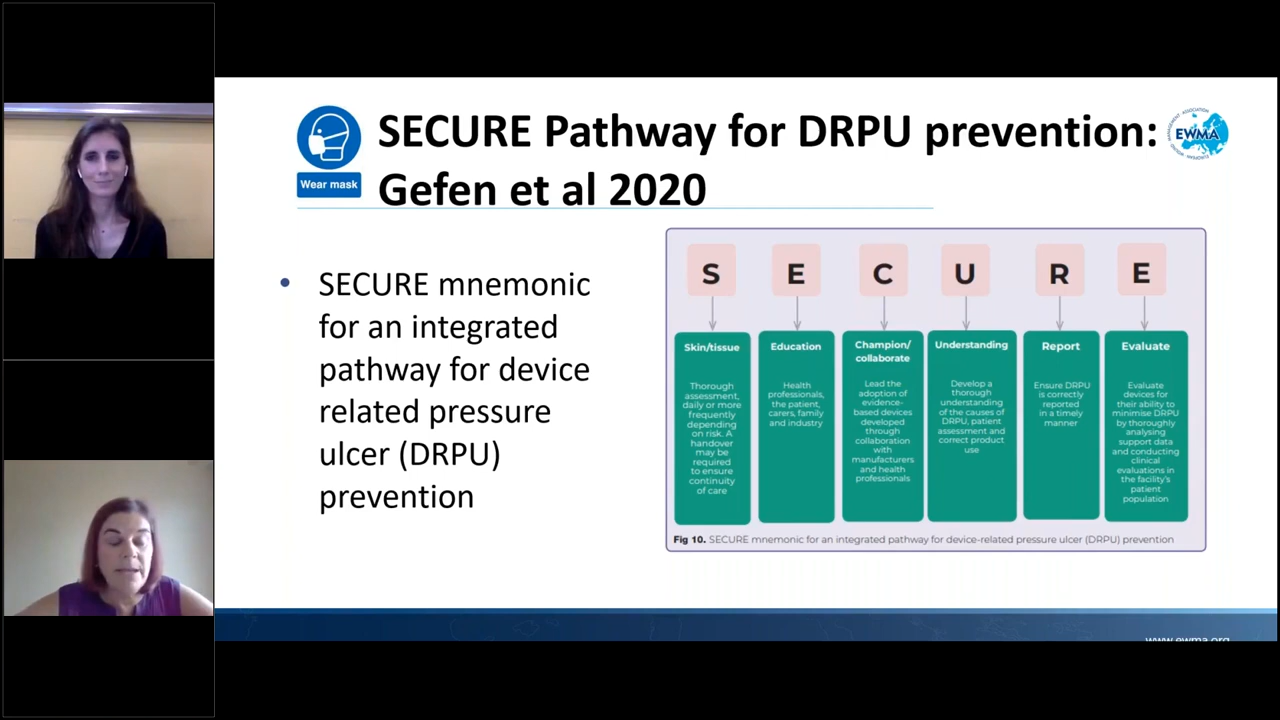 SECURE Pathway for DRPU prevention:
Gefen et al 2020
Wear mask
EWMA
• SECURE mnemonic
for an integrated
pathway for device
related pressure
ulcer (DRPU)
prevention
S E C U R E
Skin/tissue
Thorough
assessment,
daily or more
frequently
depending
on risk. A
handover
may be
required
to ensure
continuity
of care
Education
Health
professionals,
the patient,
carers, family
and industry
Champion/
collaborate
Lead the
adoption of
evidence-
based devices
developed
through
collaboration
with
manufacturers
and health
professionals
Understanding
Develop a
thorough
understanding
of the causes of
DRPU, patient
assessment and
correct product
use
Report
Ensure DRPU
is correctly
reported
in a timely
manner
Evaluate
Evaluate
devices for
their ability to
minimise DRPU
by thoroughly
analysing
support data
and conducting
clinical
evaluations in
the facility's
patient
population
Fig 10. SECURE mnemonic for an integrated pathway for device-related pressure ulcer (DRPU) prevention
www.ewma.org